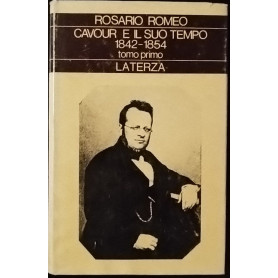 ROSARIO ROMEO
CAVOUR E IL SUO TEMPO
1842-1854
tomo primo
LATERZA